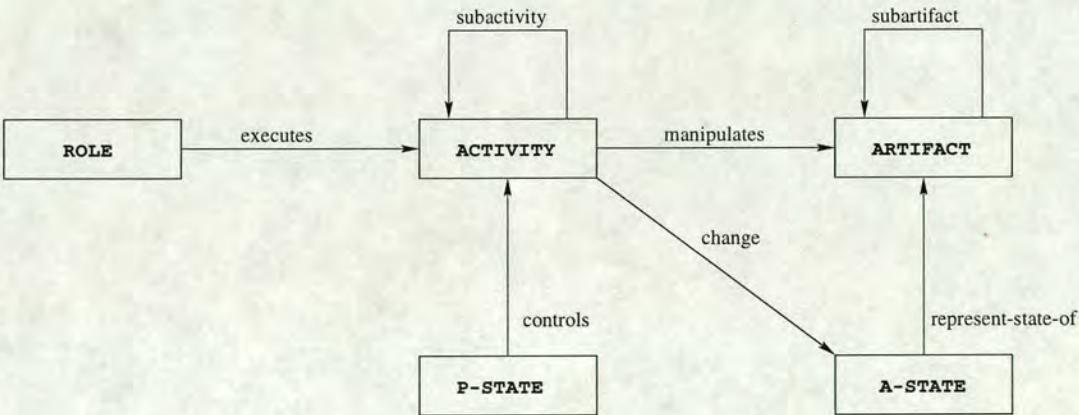 subactivity
subartifact
ROLE
executes
ACTIVITY
manipulates
ARTIFACT
change
controls
represent-state-of
P-STATE
A-STATE